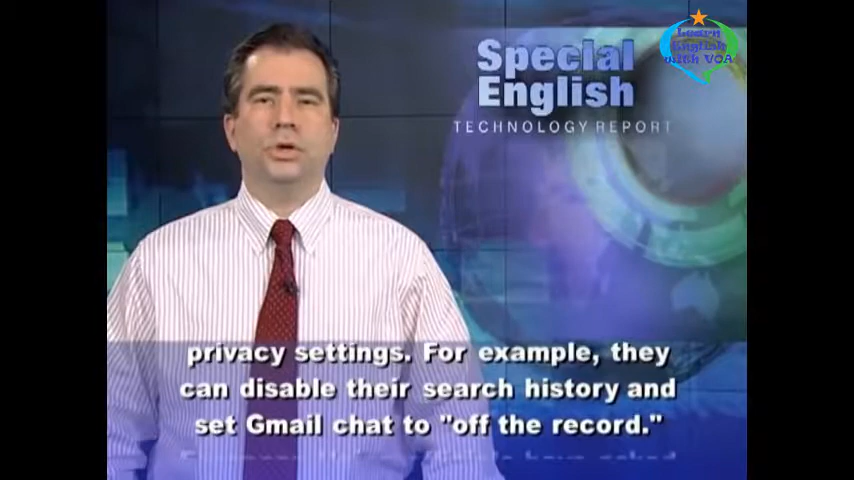 Special
English
TECHNOLOGY REPORT
Learn
English
with VOA
privacy settings. For example, they
can disable their search history and
set Gmail chat to "off the record."